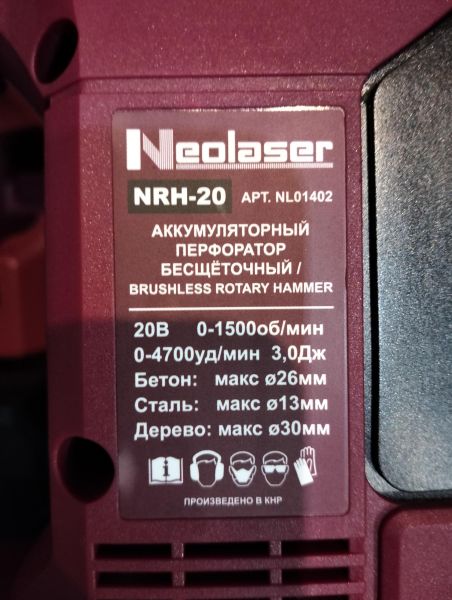 Neolaser
NRH-20 АРТ. NL01402
АККУМУЛЯТОРНЫЙ
ПЕРФОРАТОР
БЕСЩЁТОЧНЫЙ /
BRUSHLESS ROTARY HAMMER
20В 0-1500об/мин
0-4700уд/мин 3,0Дж
Бетон: макс ø26мм
Сталь: макс ø13мм
Дерево: макс ø30мм
ПРОИЗВЕДЕНО В КНР